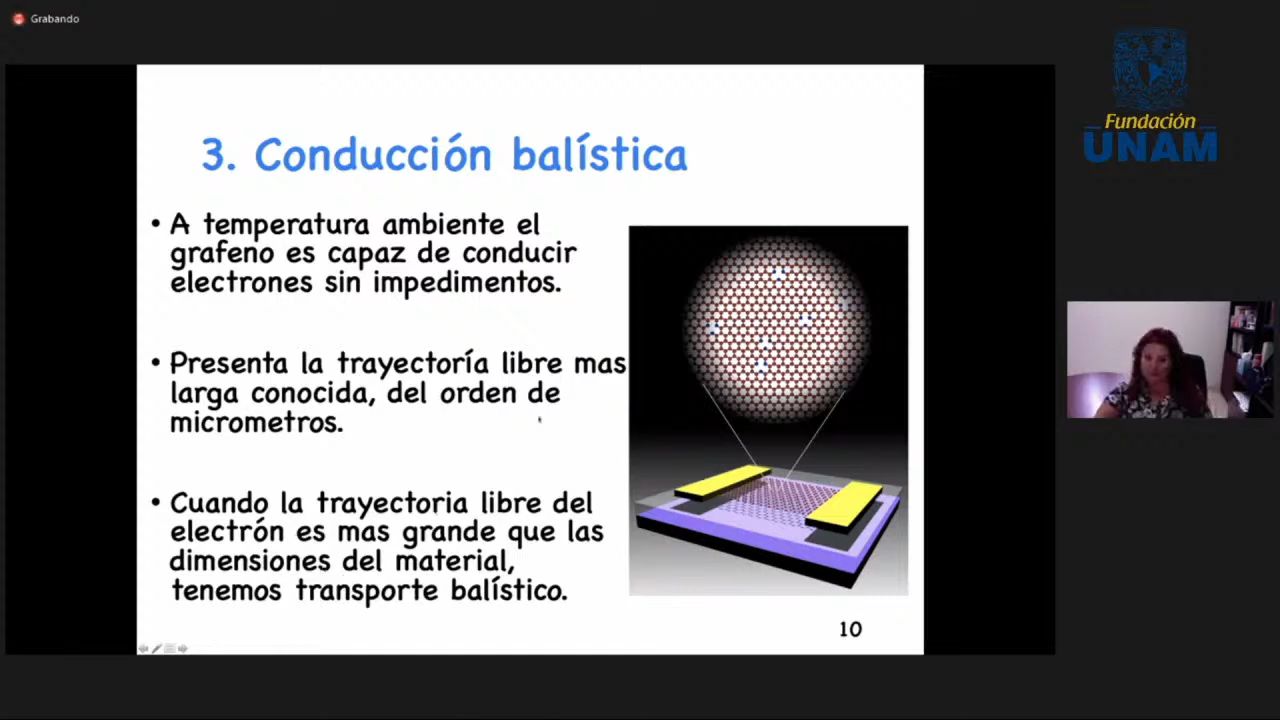 Grabando
Fundación
UNAM
3. Conducción balística
• A temperatura ambiente el
grafeno es capaz de conducir
electrones sin impedimentos.
• Presenta la trayectoría libre mas
larga conocida, del orden de
micrometros.
• Cuando la trayectoria libre del
electrón es mas grande que las
dimensiones del material,
tenemos transporte balístico.
10